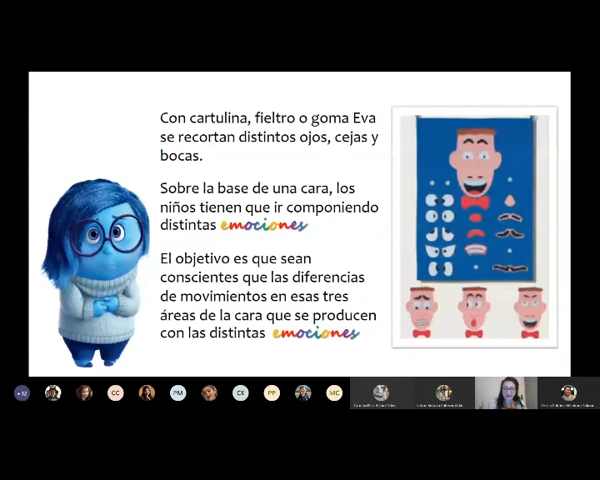 Con cartulina, fieltro o goma Eva
se recortan distintos ojos, cejas y
bocas.
Sobre la base de una cara, los
niños tienen que ir componiendo
distintas emociones
El objetivo es que sean
conscientes que las diferencias
de movimientos en esas tres
áreas de la cara que se producen
con las distintas emociones
+32
CC
PM
CE
PP
MC